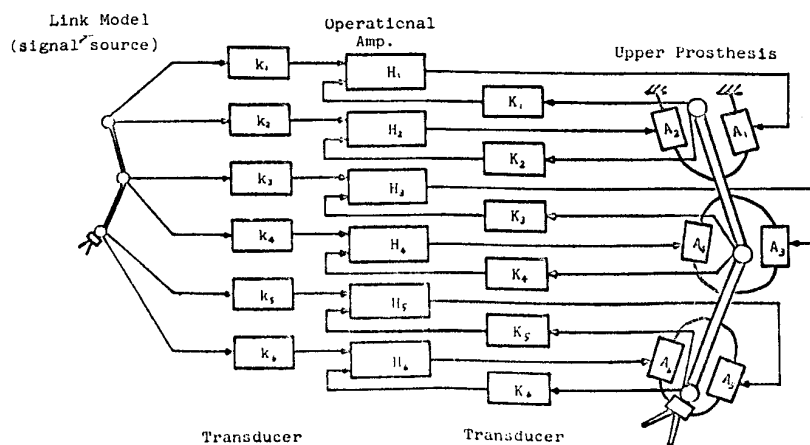 Link Model
(signal source)
Operational
Amp.
Upper Prosthesis
k₁
H₁
K₁
A₂
A₁
k₂
H₂
K₂
k₃
H₃
K₃
A₄
A₃
k₄
H₄
K₄
k₅
H₅
K₅
A₆
A₅
k₆
H₆
K₆
Transducer
Transducer